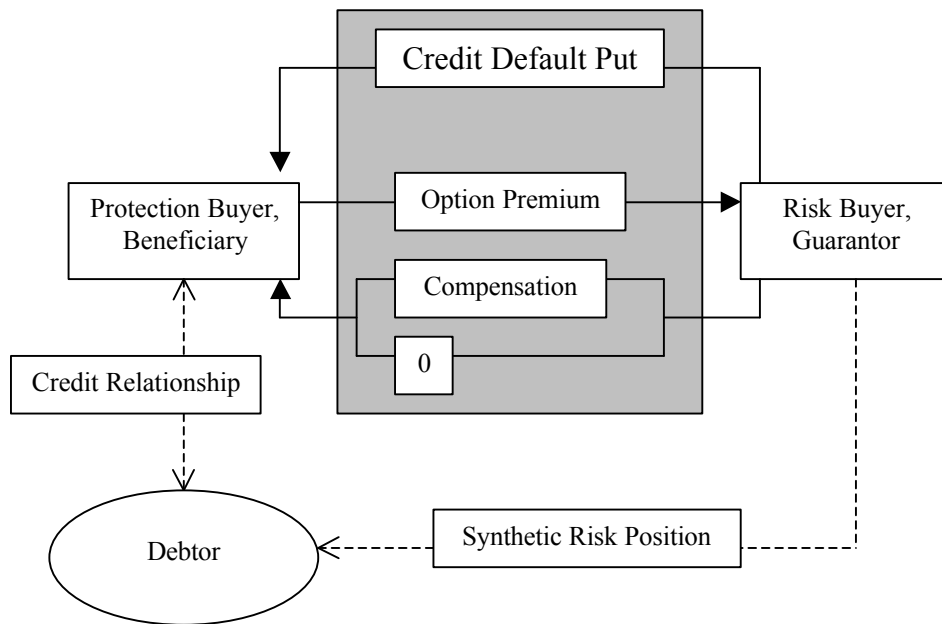 Credit Default Put
Protection Buyer,
Beneficiary
Option Premium
Risk Buyer,
Guarantor
Compensation
0
Credit Relationship
Debtor
Synthetic Risk Position